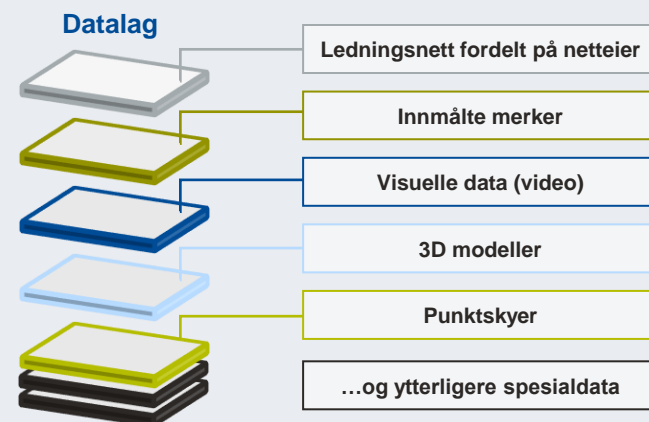 Datalag
Ledningsnett fordelt på netteier
Innmålte merker
Visuelle data (video)
3D modeller
Punktskyer
…og ytterligere spesialdata